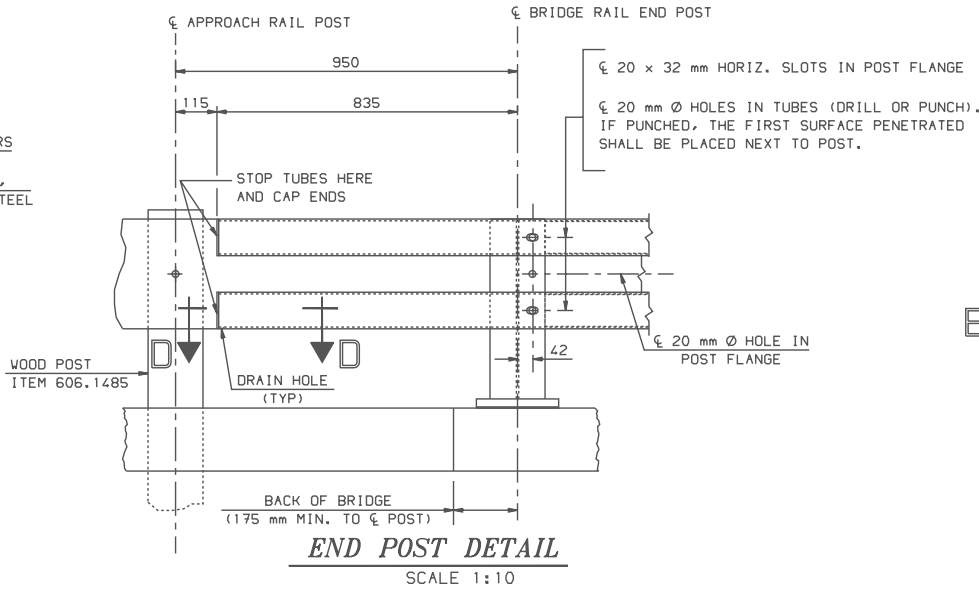 ℄ APPROACH RAIL POST
℄ BRIDGE RAIL END POST
950
115
835
℄ 20 x 32 mm HORIZ. SLOTS IN POST FLANGE
℄ 20 mm Ø HOLES IN TUBES (DRILL OR PUNCH).
IF PUNCHED, THE FIRST SURFACE PENETRATED
SHALL BE PLACED NEXT TO POST.
RS
,
TEEL
STOP TUBES HERE
AND CAP ENDS
D
D
42
℄ 20 mm Ø HOLE IN
POST FLANGE
WOOD POST
ITEM 606.1485
DRAIN HOLE
(TYP)
BACK OF BRIDGE
(175 mm MIN. TO ℄ POST)
END POST DETAIL
SCALE 1:10